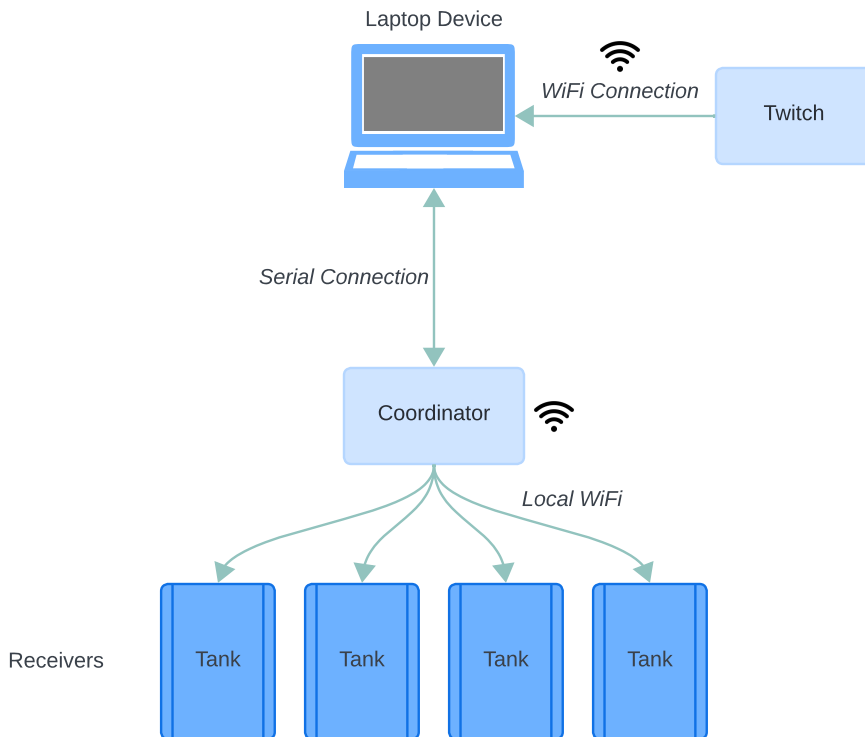 Laptop Device
WiFi Connection
Twitch
Serial Connection
Coordinator
Local WiFi
Receivers
Tank
Tank
Tank
Tank